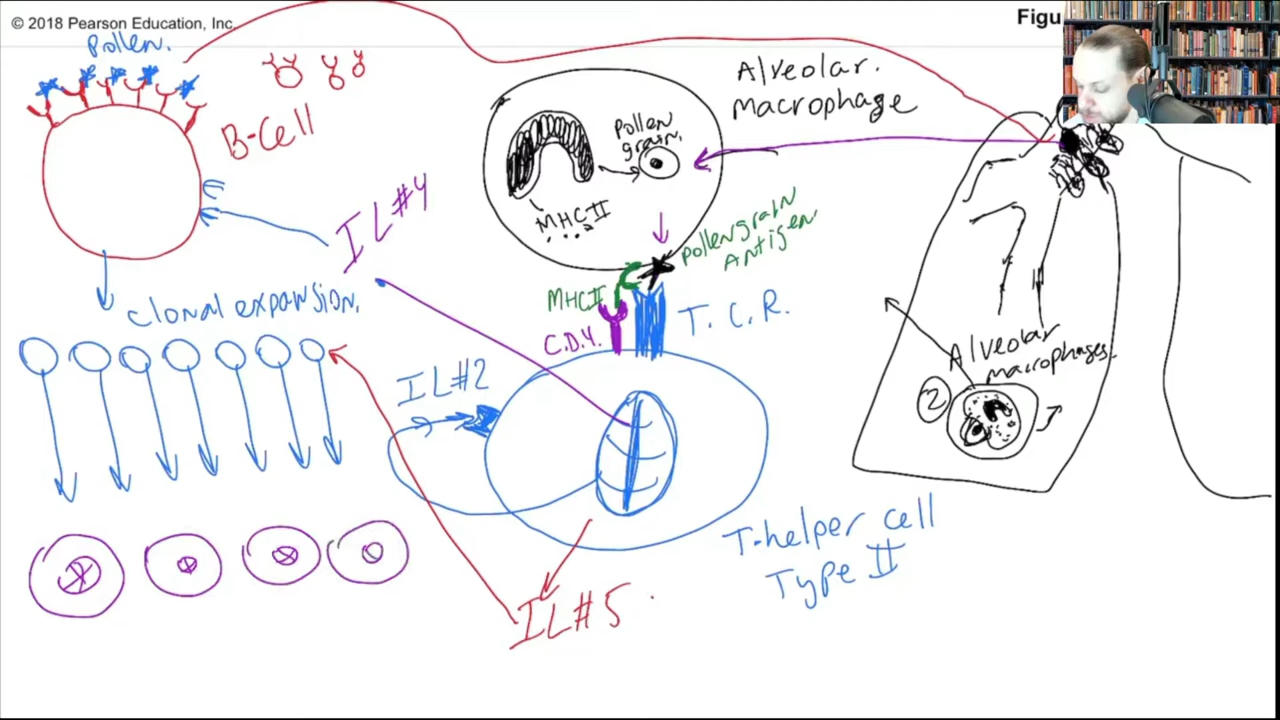 © 2018 Pearson Education, Inc.
Figu
Pollen.
B-Cell
Alveolar.
macrophage
Pollen
grain.
MHCII
IL#4
Pollengrain
Antigen.
MHCII
C.D.4.
T. C. R.
clonal expansion.
IL#2
Alveolar
macrophages.
2
T-helper cell
Type II
IL#5